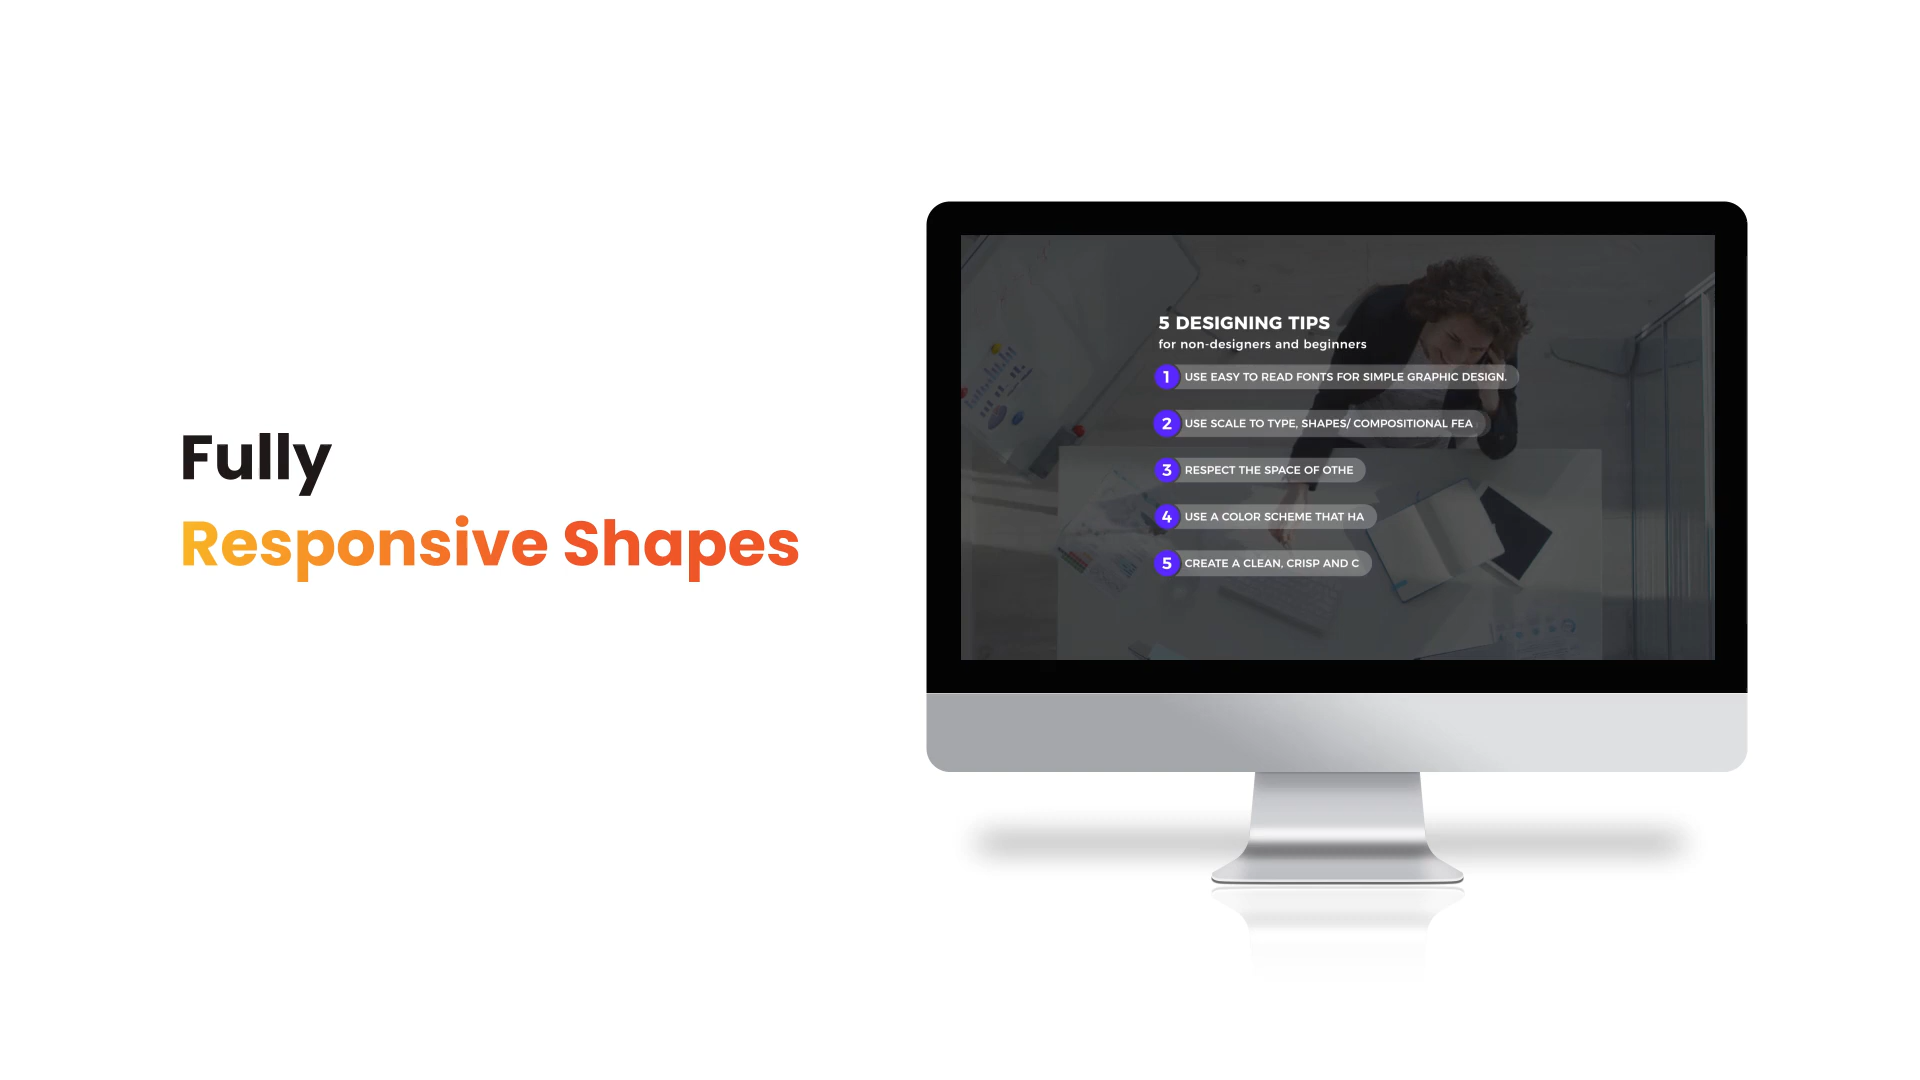 Fully
Responsive Shapes
5 DESIGNING TIPS
for non-designers and beginners
1 USE EASY TO READ FONTS FOR SIMPLE GRAPHIC DESIGN.
2 USE SCALE TO TYPE, SHAPES/ COMPOSITIONAL FEA
3 RESPECT THE SPACE OF OTHE
4 USE A COLOR SCHEME THAT HA
5 CREATE A CLEAN, CRISP AND C